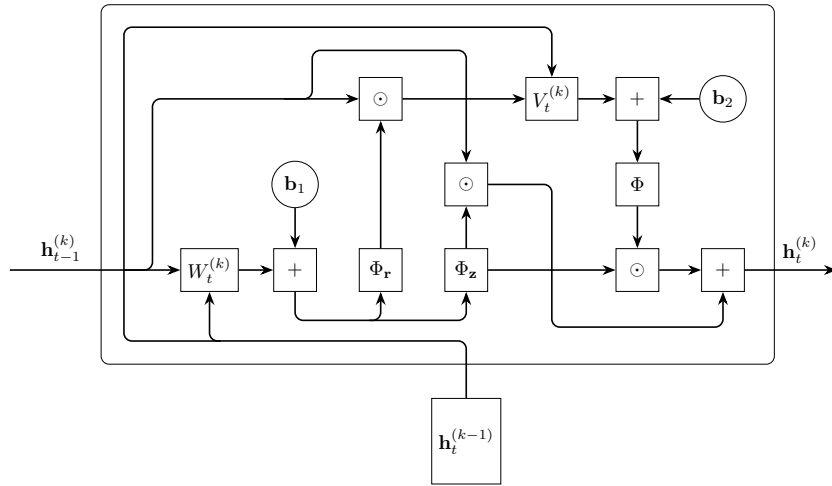 ⊙ V_t^{(k)} + b_2
b_1 ⊙ Φ
h_{t-1}^{(k)} W_t^{(k)} + Φ_r Φ_z ⊙ + h_t^{(k)}
h_t^{(k-1)}